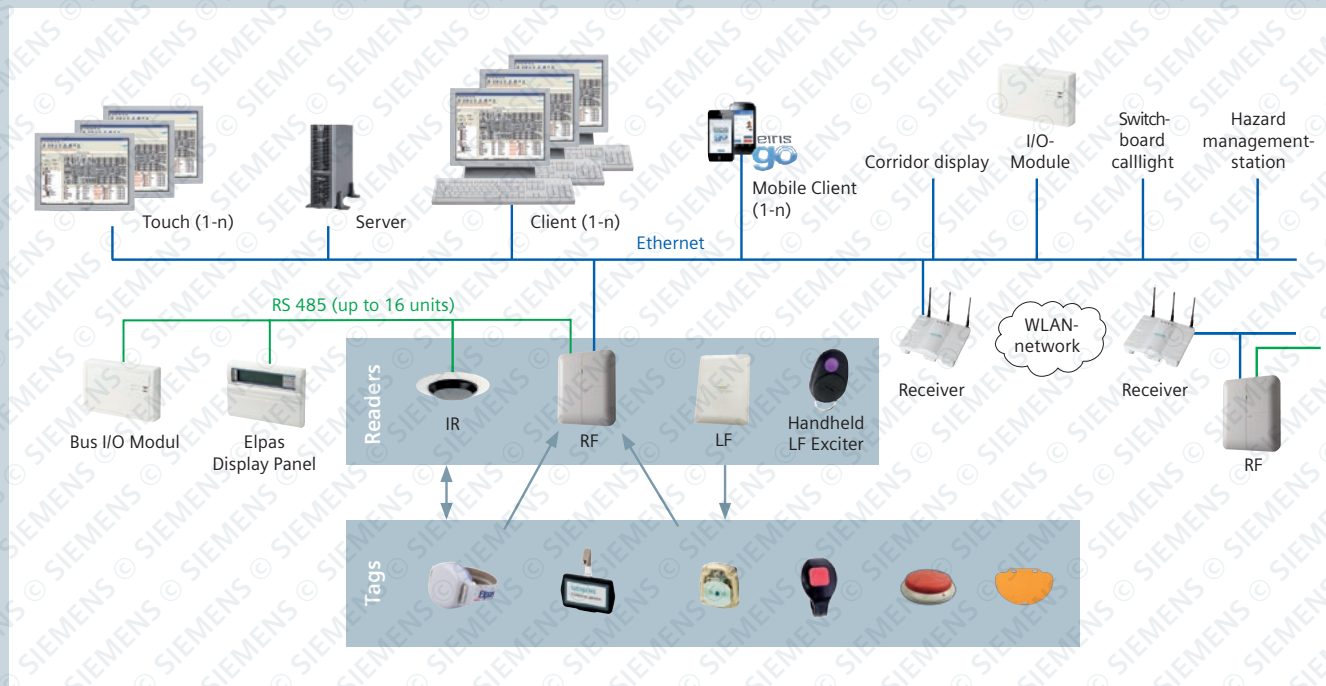 Touch (1-n)
Server
Client (1-n)
eiris
go
Mobile Client
(1-n)
Corridor display
I/O-
Module
Switch-
board
calllight
Hazard
management-
station
Ethernet
RS 485 (up to 16 units)
Bus I/O Modul
Elpas
Display Panel
Readers
IR
RF
LF
Handheld
LF Exciter
Receiver
WLAN-
network
Receiver
RF
Tags
Elpas
SIEMENS
© SIEMENS